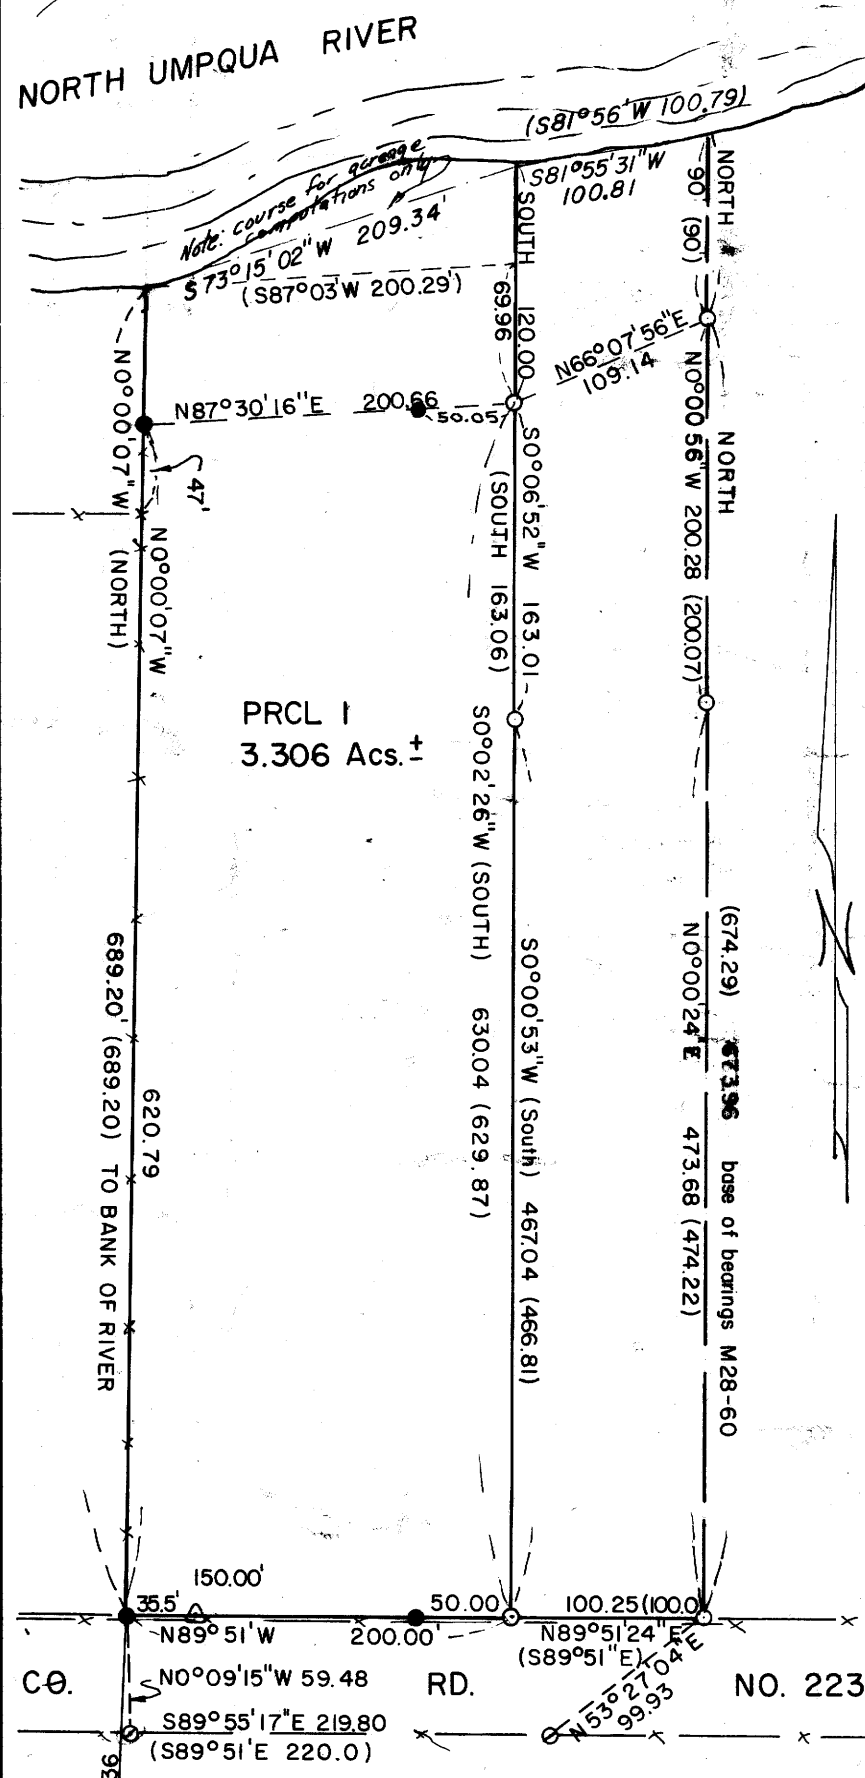 NORTH UMPQUA RIVER
(S81°56'W 100.79)
S81°55'31"W
100.81
Note: course for acreage
computations only
S73°15'02"W 209.34'
(S87°03'W 200.29')
SOUTH 120.00
69.96
NORTH
90' (90')
N66°07'56"E
109.14
N87°30'16"E 200.66
50.05
N0°00'07"W
(NORTH)
47'
N0°00'07"W
S0°06'52"W 163.01
(SOUTH 163.06)
N0°00'56"W 200.28 (200.07)
NORTH
PRCL 1
3.306 Acs.±
S0°02'26"W (SOUTH) 630.04 (629.87)
S0°00'53"W (South) 467.04 (466.81)
N0°00'24"E 473.68 (474.22)
(674.29) 673.96 base of bearings M28-60
N
689.20' (689.20) TO BANK OF RIVER
620.79
150.00'
35.5'
50.00
100.25(100.0
N89°51'W 200.00'
N89°51'24"E
(S89°51"E)
N53°27'04"E
99.93
CO. RD. NO. 223
N0°09'15"W 59.48
S89°55'17"E 219.80
(S89°51'E 220.0)